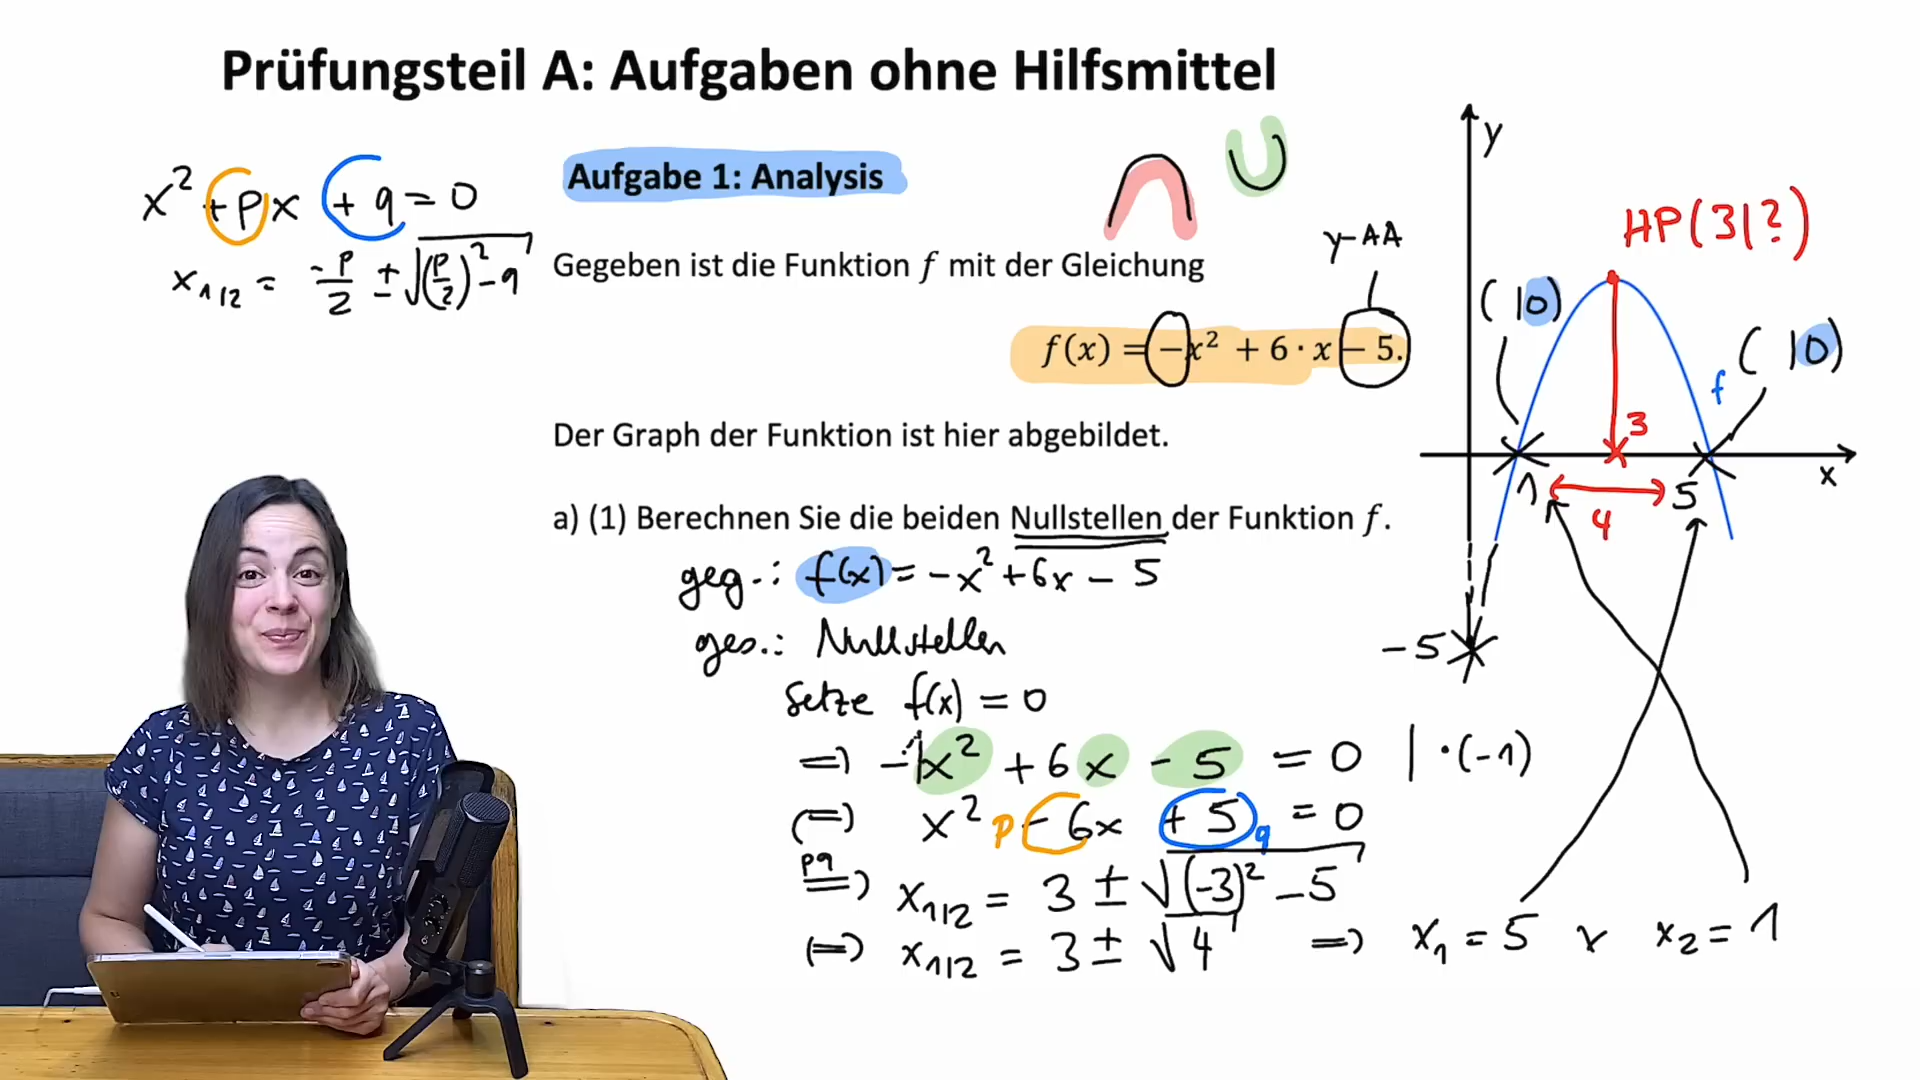 Prüfungsteil A: Aufgaben ohne Hilfsmittel
x² + px + q = 0
x₁/₂ = -p/2 ± √((p/2)² - q)
Aufgabe 1: Analysis
Gegeben ist die Funktion f mit der Gleichung
y-AA
f(x) = −x² + 6 · x − 5.
Der Graph der Funktion ist hier abgebildet.
a) (1) Berechnen Sie die beiden Nullstellen der Funktion f.
geg.: f(x) = -x² + 6x - 5
ges.: Nullstellen
Setze f(x) = 0
=> -1x² + 6x - 5 = 0 | ·(-1)
<=> x² p - 6x + 5 q = 0
pq => x₁/₂ = 3 ± √((-3)² - 5)
<=> x₁/₂ = 3 ± √4 => x₁ = 5 ∨ x₂ = 1
y
HP(3|?)
( |0)
( |0)
f
3
x
1
5
4
-5